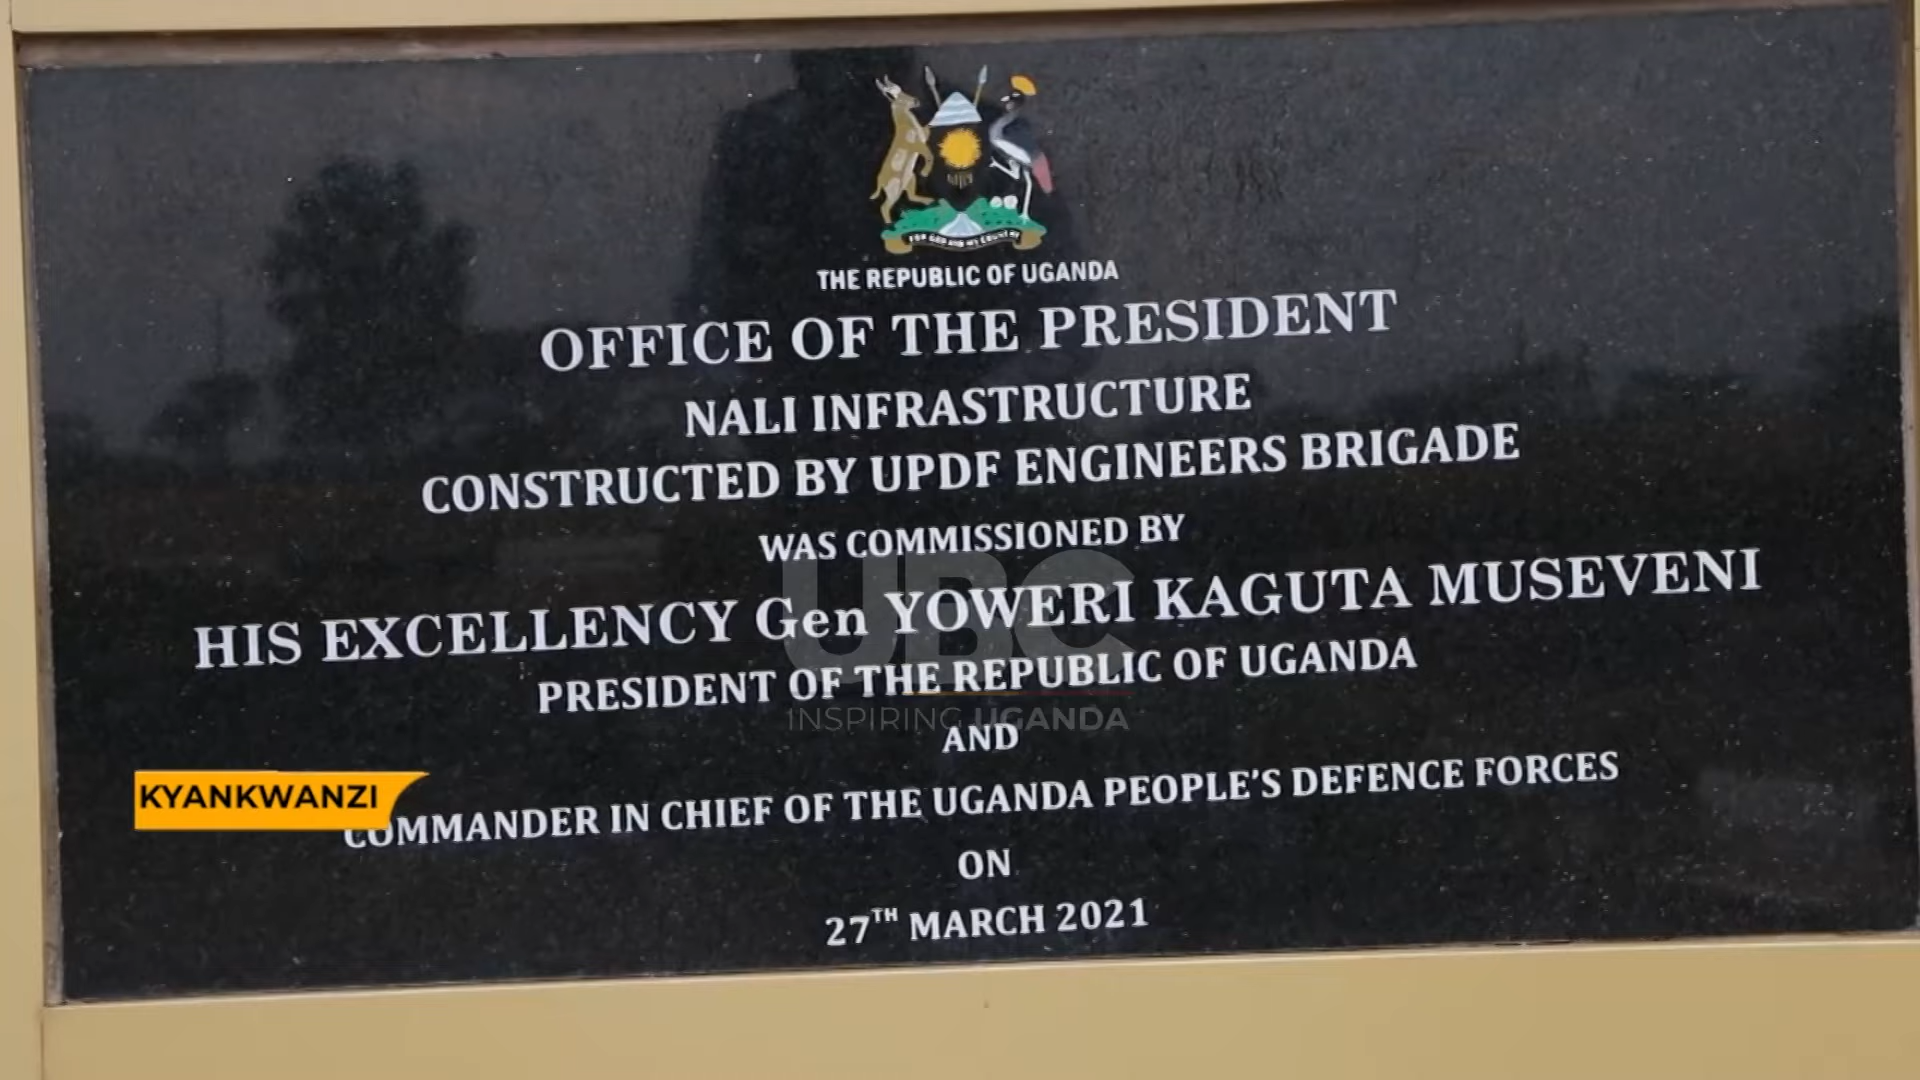 FOR GOD AND MY COUNTRY
THE REPUBLIC OF UGANDA
OFFICE OF THE PRESIDENT
NALI INFRASTRUCTURE
CONSTRUCTED BY UPDF ENGINEERS BRIGADE
WAS COMMISSIONED BY
HIS EXCELLENCY Gen YOWERI KAGUTA MUSEVENI
PRESIDENT OF THE REPUBLIC OF UGANDA
UBC
INSPIRING UGANDA
AND
KYANKWANZI
COMMANDER IN CHIEF OF THE UGANDA PEOPLE'S DEFENCE FORCES
ON
27TH MARCH 2021